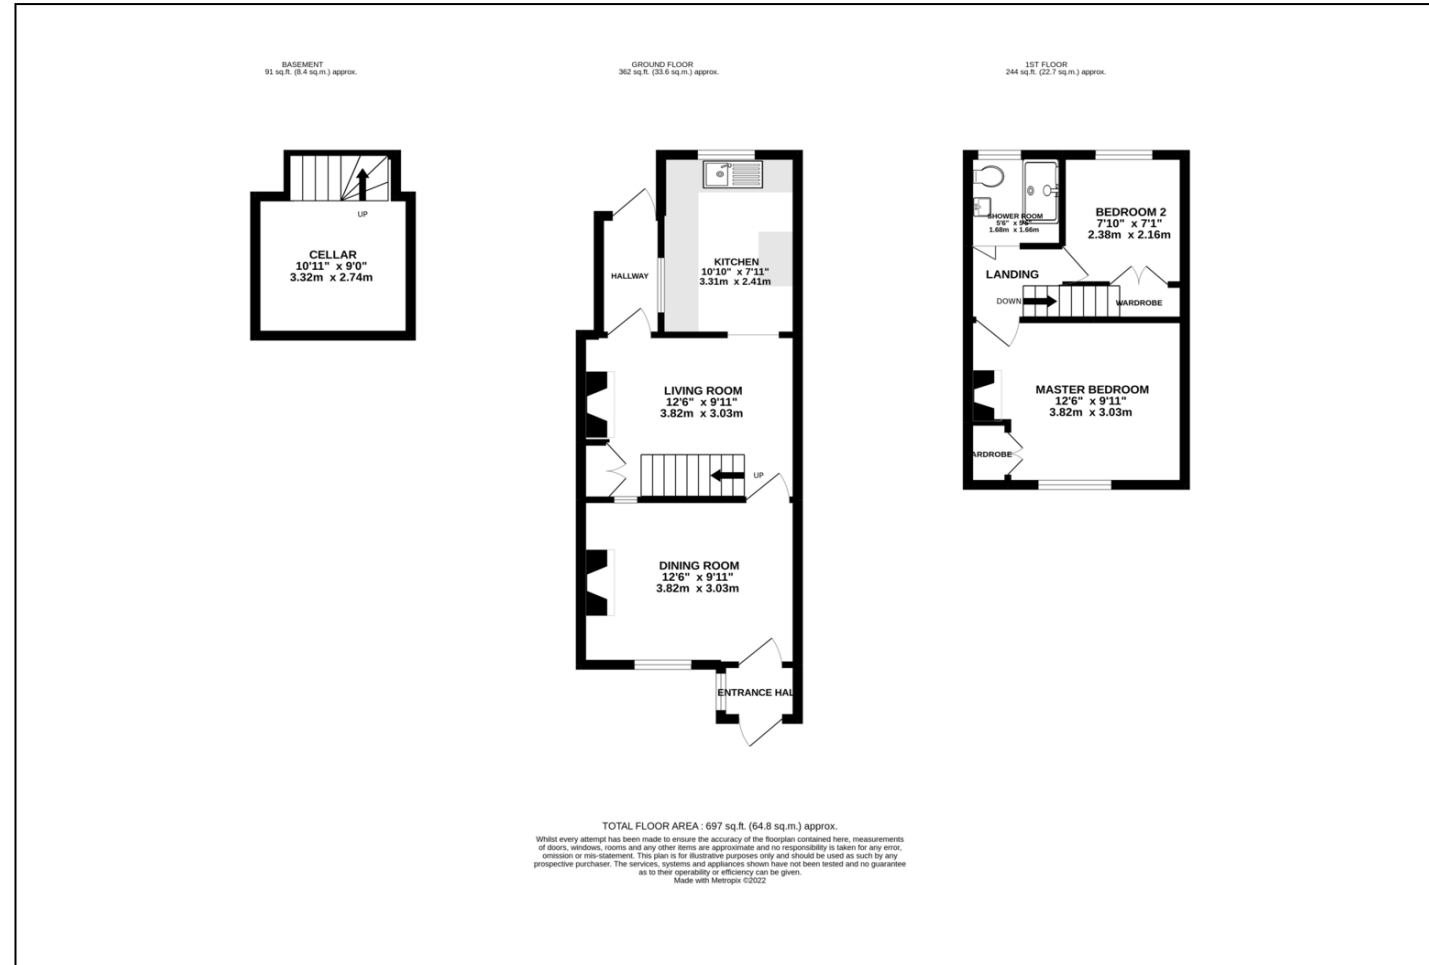 BASEMENT
91 sq.ft. (8.4 sq.m.) approx.
GROUND FLOOR
362 sq.ft. (33.6 sq.m.) approx.
1ST FLOOR
244 sq.ft. (22.7 sq.m.) approx.
UP
CELLAR
10'11" x 9'0"
3.32m x 2.74m
KITCHEN
10'10" x 7'11"
3.31m x 2.41m
HALLWAY
LIVING ROOM
12'6" x 9'11"
3.82m x 3.03m
UP
DINING ROOM
12'6" x 9'11"
3.82m x 3.03m
ENTRANCE HAL
SHOWER ROOM
5'6" x 5'5"
1.68m x 1.66m
BEDROOM 2
7'10" x 7'1"
2.38m x 2.16m
LANDING
DOWN
WARDROBE
MASTER BEDROOM
12'6" x 9'11"
3.82m x 3.03m
ARDROBE
TOTAL FLOOR AREA : 697 sq.ft. (64.8 sq.m.) approx.
Whilst every attempt has been made to ensure the accuracy of the floorplan contained here, measurements
of doors, windows, rooms and any other items are approximate and no responsibility is taken for any error,
omission or mis-statement. This plan is for illustrative purposes only and should be used as such by any
prospective purchaser. The services, systems and appliances shown have not been tested and no guarantee
as to their operability or efficiency can be given.
Made with Metropix ©2022